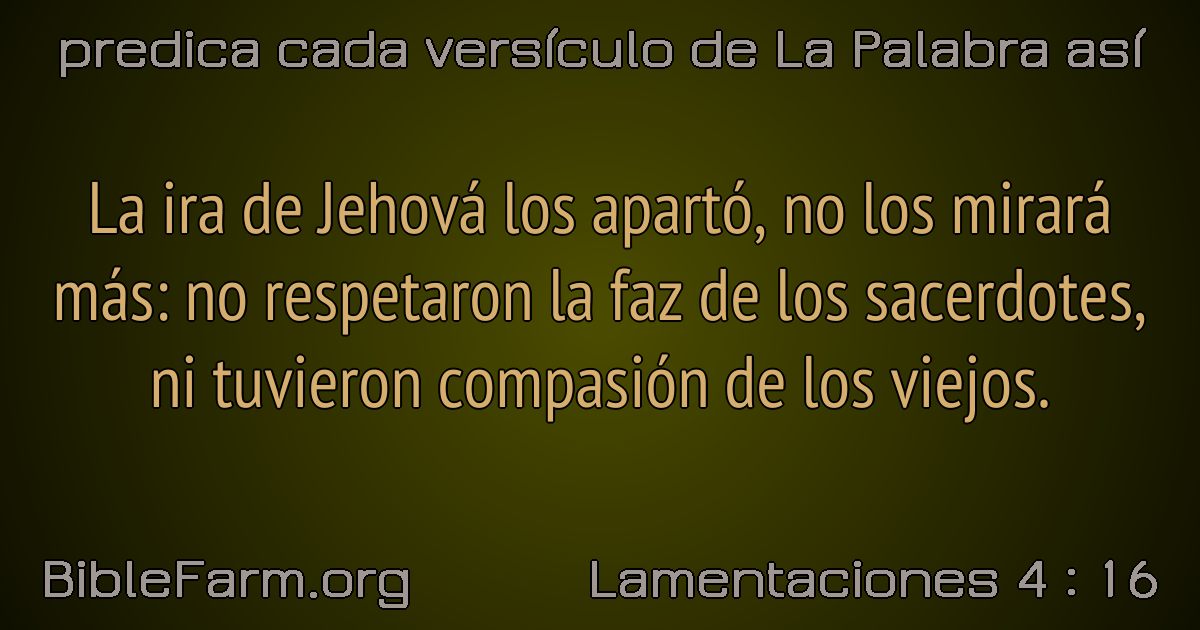 predica cada versículo de La Palabra así
La ira de Jehová los apartó, no los mirará
más: no respetaron la faz de los sacerdotes,
ni tuvieron compasión de los viejos.
BibleFarm.org
Lamentaciones 4 : 16